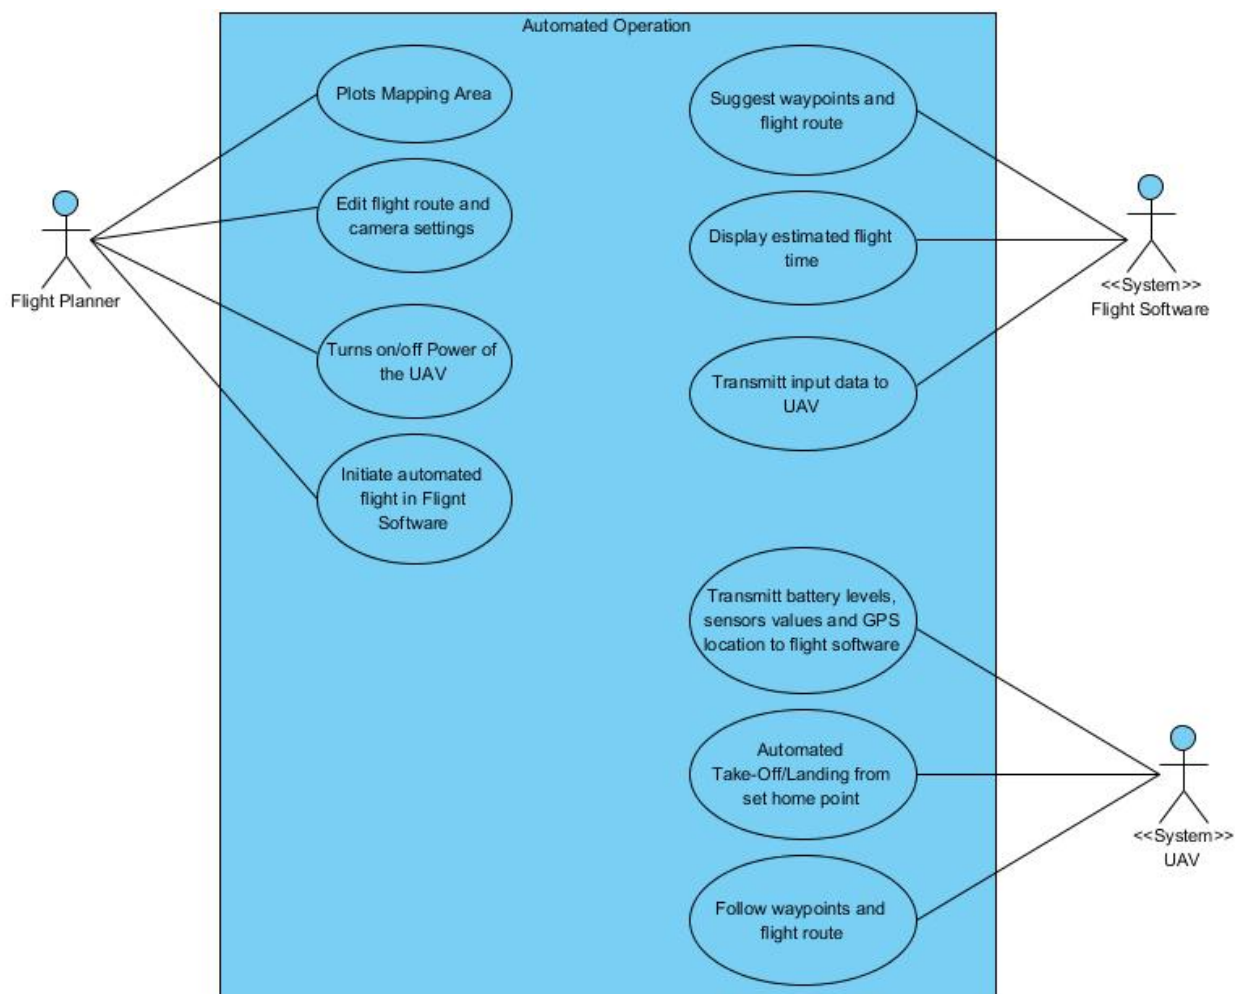 Automated Operation
Plots Mapping Area
Edit flight route and
camera settings
Flight Planner
Turns on/off Power of
the UAV
Initiate automated
flight in Flignt
Software
Suggest waypoints and
flight route
Display estimated flight
time
<<System>>
Flight Software
Transmitt input data to
UAV
Transmitt battery levels,
sensors values and GPS
location to flight software
Automated
Take-Off/Landing from
set home point
<<System>>
UAV
Follow waypoints and
flight route